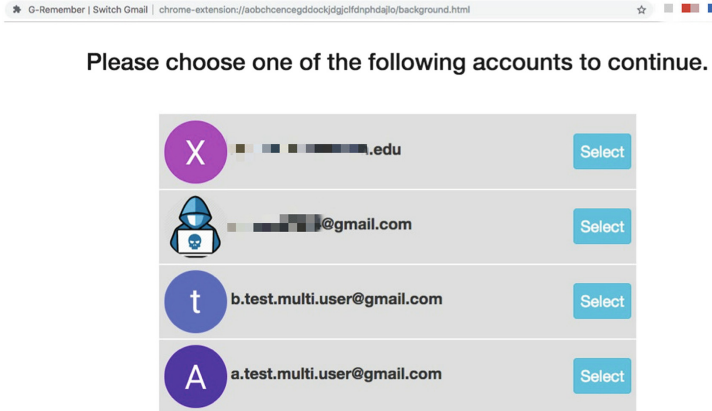 G-Remember | Switch Gmail | chrome-extension://aobchcencegddockjdgjclfdnphdajlo/background.html
Please choose one of the following accounts to continue.
X .edu Select
@gmail.com Select
t b.test.multi.user@gmail.com Select
A a.test.multi.user@gmail.com Select